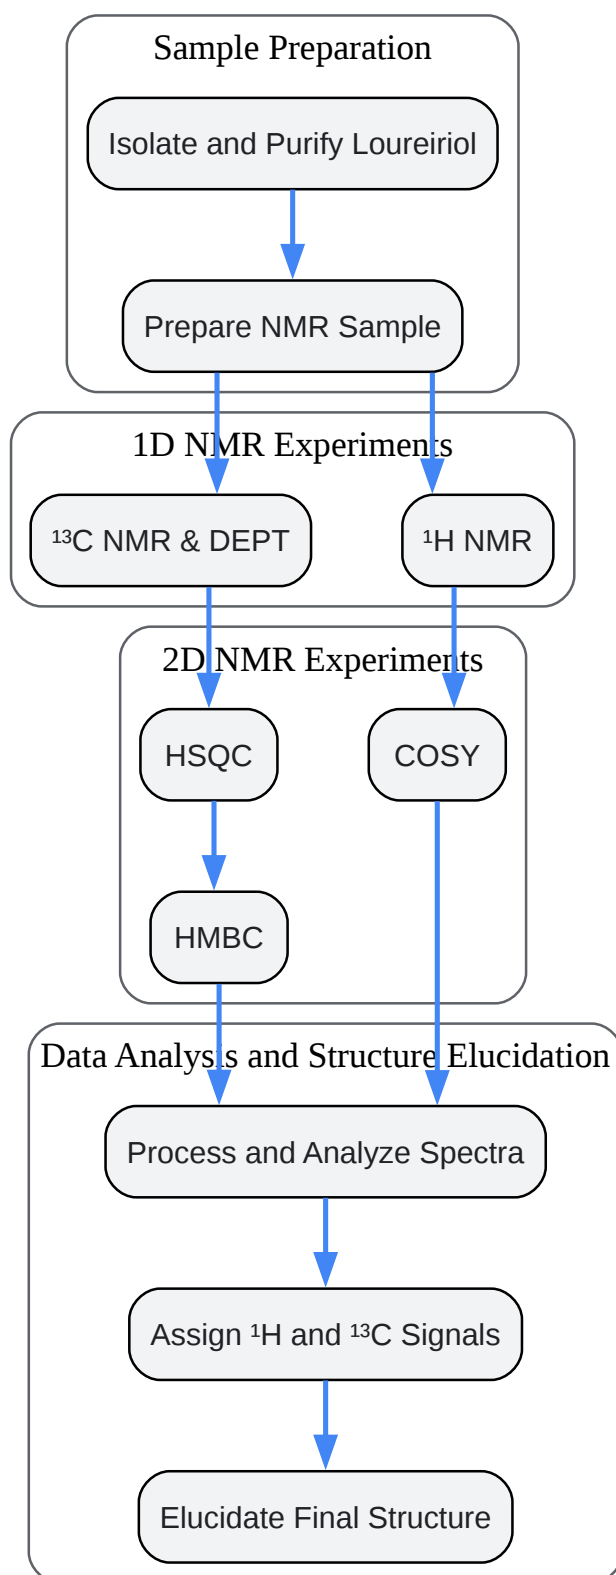 Sample Preparation
Isolate and Purify Loureiriol
Prepare NMR Sample
1D NMR Experiments
¹³C NMR & DEPT
¹H NMR
2D NMR Experiments
HSQC
COSY
HMBC
Data Analysis and Structure Elucidation
Process and Analyze Spectra
Assign ¹H and ¹³C Signals
Elucidate Final Structure